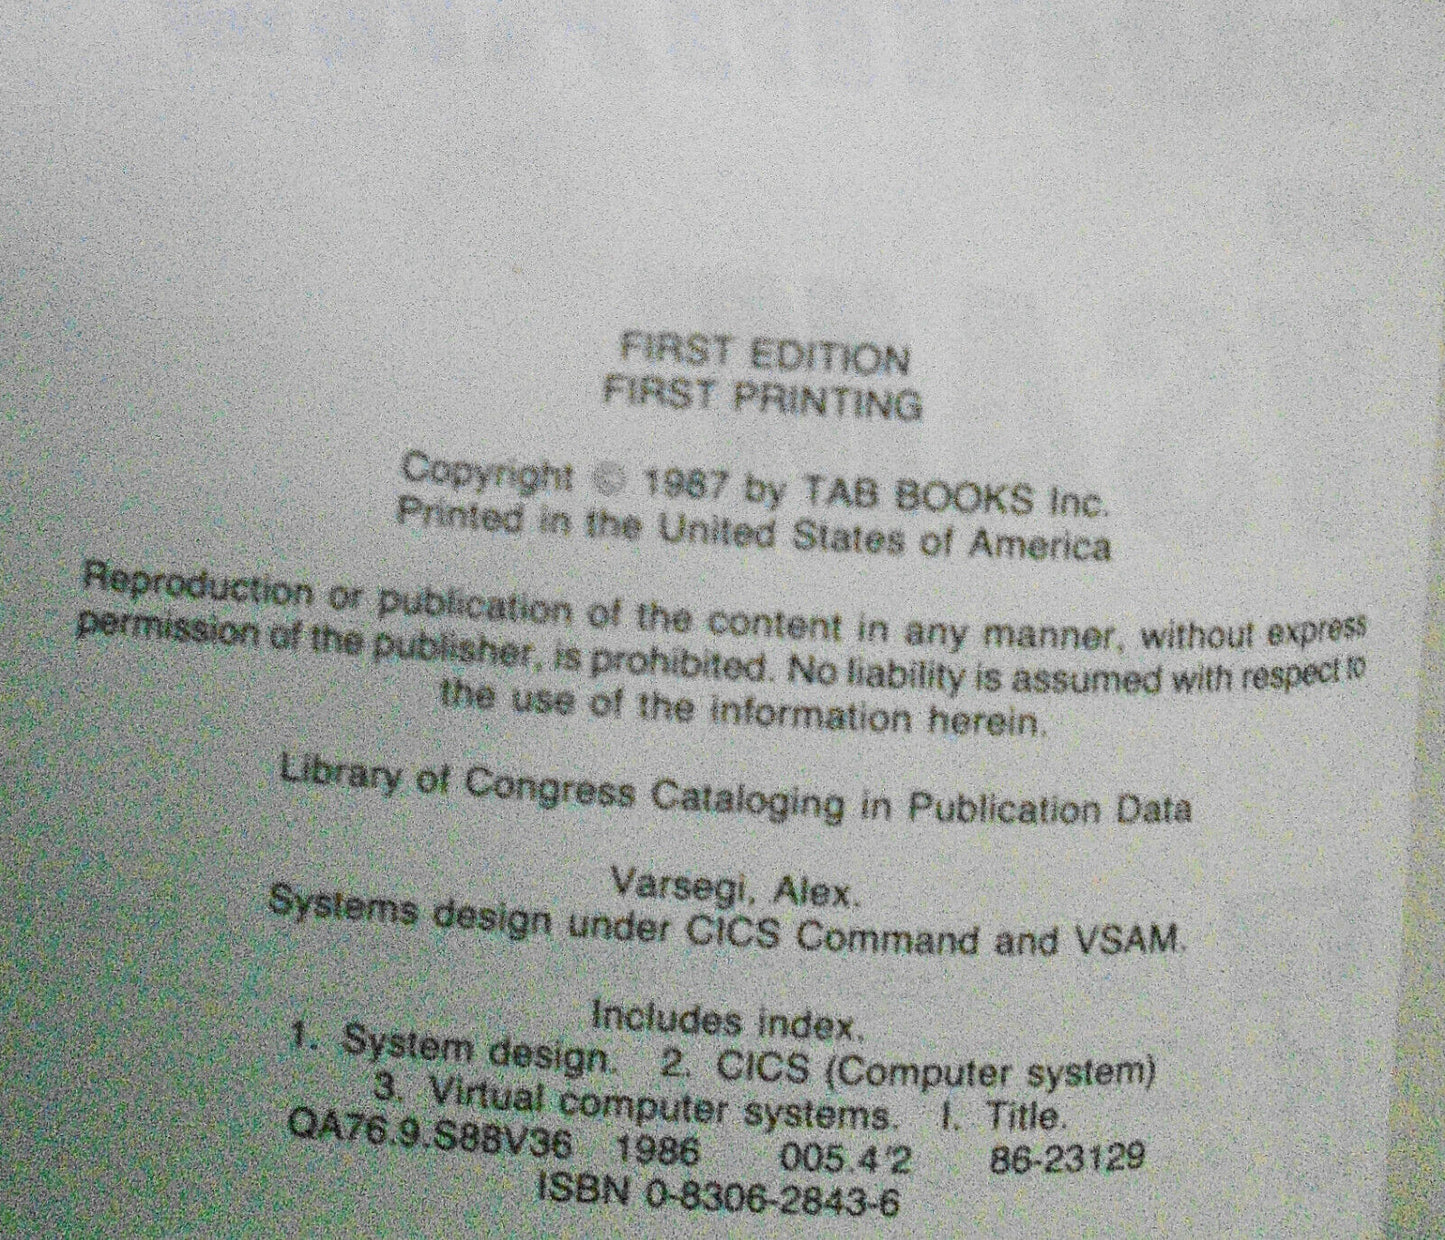 FIRST EDITION
FIRST PRINTING
Copyright © 1987 by TAB BOOKS Inc.
Printed in the United States of America
Reproduction or publication of the content in any manner, without express
permission of the publisher, is prohibited. No liability is assumed with respect to
the use of the information herein.
Library of Congress Cataloging in Publication Data
Varsegi, Alex.
Systems design under CICS Command and VSAM.
Includes index.
1. System design. 2. CICS (Computer system)
3. Virtual computer systems. I. Title.
QA76.9.S88V36 1986 005.4'2 86-23129
ISBN 0-8306-2843-6